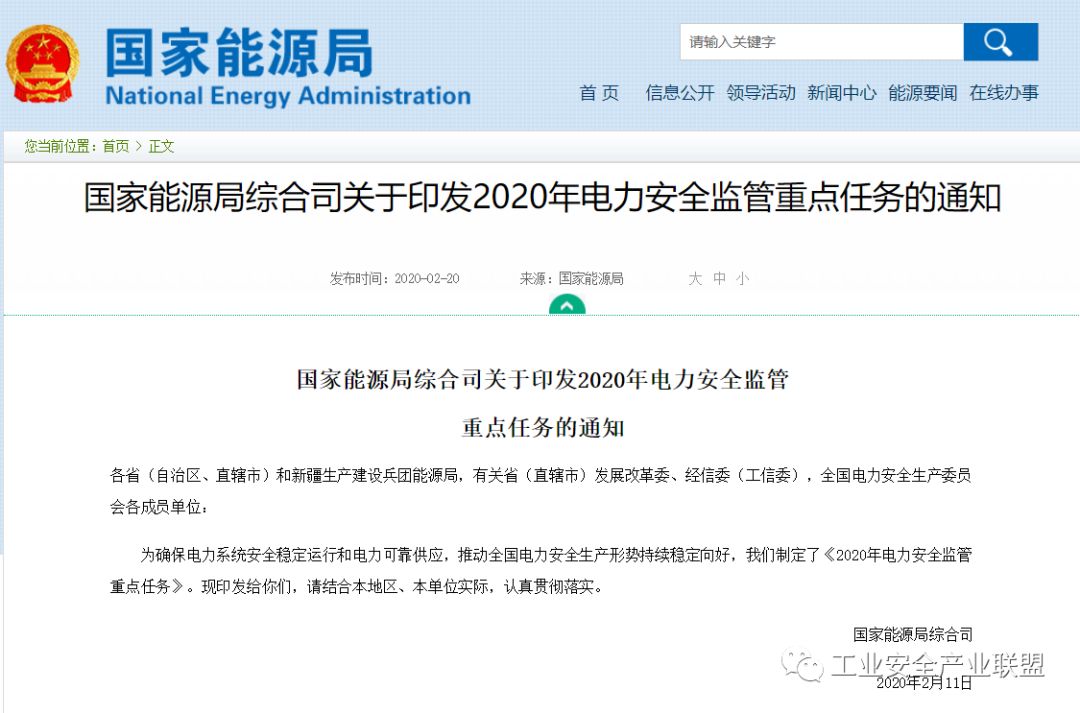 国家能源局
National Energy Administration
请输入关键字
首 页 信息公开 领导活动 新闻中心 能源要闻 在线办事
您当前位置：首页 > 正文
国家能源局综合司关于印发2020年电力安全监管重点任务的通知
发布时间：2020-02-20 来源：国家能源局 大 中 小
国家能源局综合司关于印发2020年电力安全监管
重点任务的通知
各省（自治区、直辖市）和新疆生产建设兵团能源局，有关省（直辖市）发展改革委、经信委（工信委），全国电力安全生产委员
会各成员单位：
为确保电力系统安全稳定运行和电力可靠供应，推动全国电力安全生产形势持续稳定向好，我们制定了《2020年电力安全监管
重点任务》。现印发给你们，请结合本地区、本单位实际，认真贯彻落实。
国家能源局综合司
工业安全产业联盟
2020年2月11日